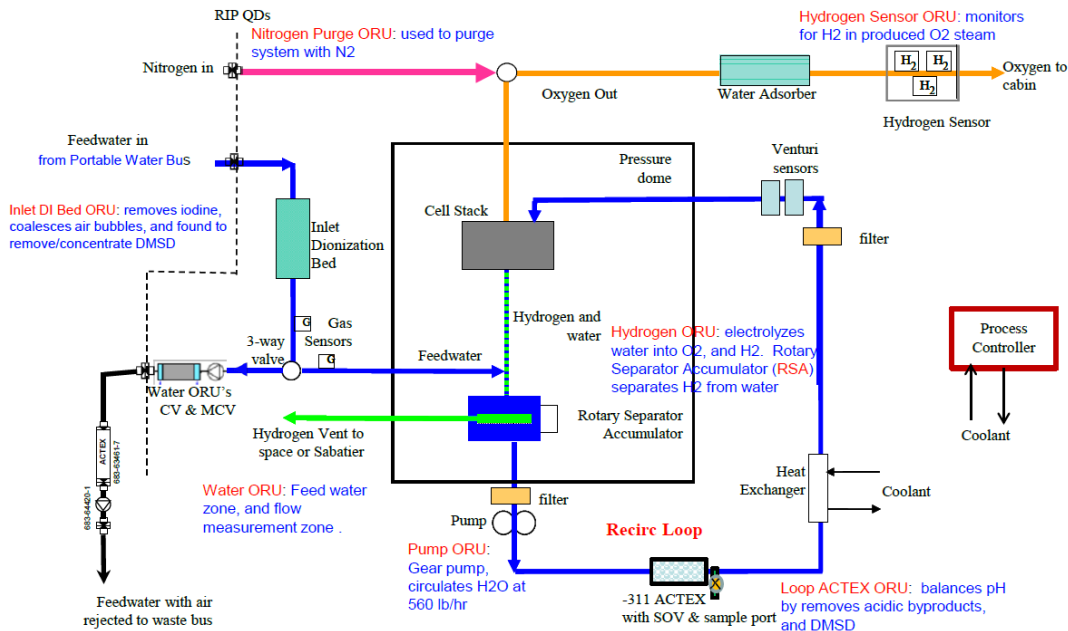 RIP QDs
Nitrogen Purge ORU: used to purge
system with N2
Hydrogen Sensor ORU: monitors
for H2 in produced O2 steam
Nitrogen in
H2 H2
H2
Oxygen to
cabin
Oxygen Out
Water Adsorber
Hydrogen Sensor
Feedwater in
from Portable Water Bus
Pressure
dome
Venturi
sensors
Inlet DI Bed ORU: removes iodine,
coalesces air bubbles, and found to
remove/concentrate DMSD
Cell Stack
Inlet
Dionization
Bed
filter
G
Gas
Sensors
G
Hydrogen and
water
Hydrogen ORU: electrolyzes
water into O2, and H2. Rotary
Separator Accumulator (RSA)
separates H2 from water
Process
Controller
3-way
valve
Feedwater
Water ORU's
CV & MCV
Rotary Separator
Accumulator
Hydrogen Vent to
space or Sabatier
Coolant
ACTEX
683-63461-7
683-64420-1
Heat
Exchanger
Coolant
Water ORU: Feed water
zone, and flow
measurement zone .
filter
Pump
Recirc Loop
Pump ORU:
Gear pump,
circulates H2O at
560 lb/hr
-311 ACTEX
with SOV & sample port
X
Loop ACTEX ORU: balances pH
by removes acidic byproducts,
and DMSD
Feedwater with air
rejected to waste bus